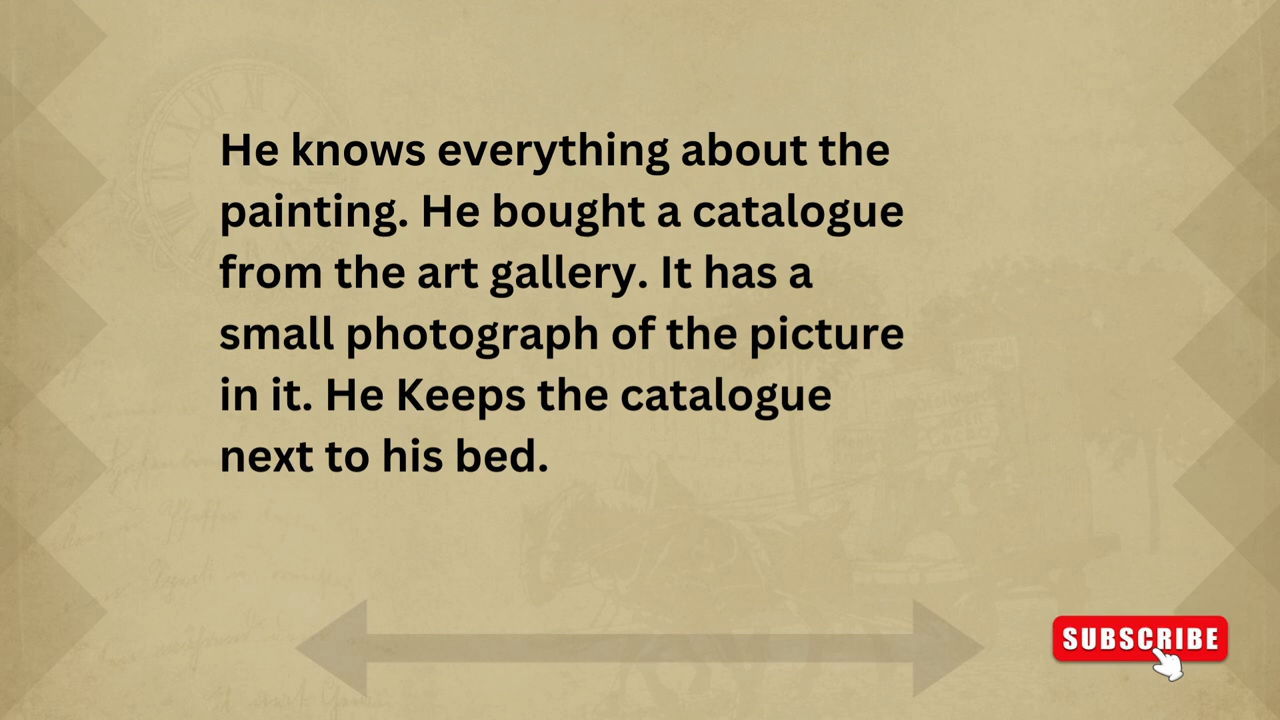 He knows everything about the
painting. He bought a catalogue
from the art gallery. It has a
small photograph of the picture
in it. He Keeps the catalogue
next to his bed.
SUBSCRIBE